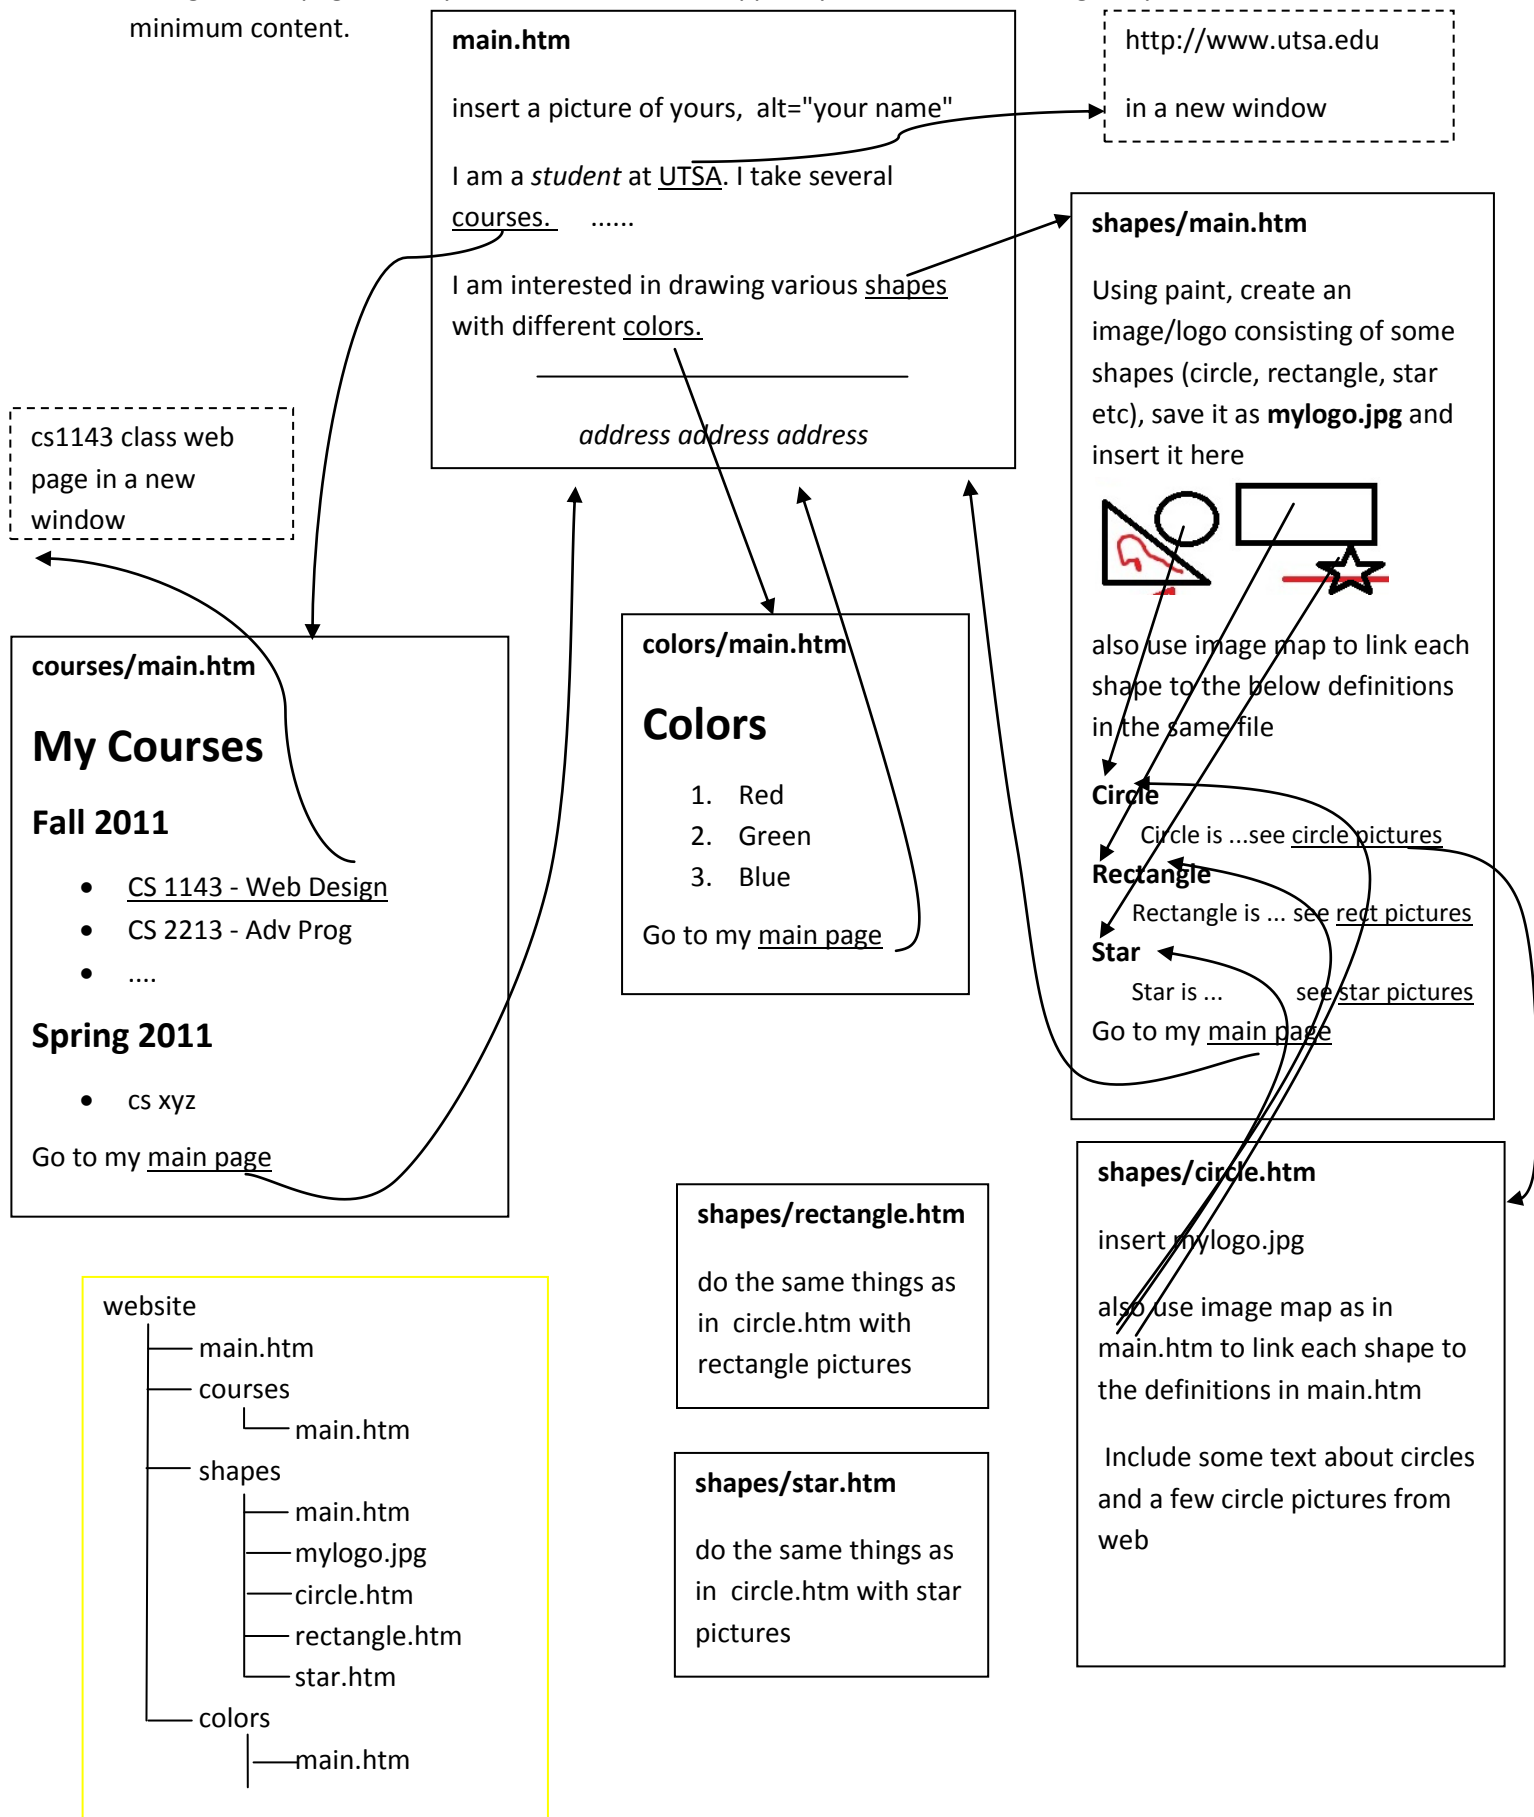 minimum content.
main.htm
insert a picture of yours, alt="your name"
I am a student at UTSA. I take several
courses. ......
I am interested in drawing various shapes
with different colors.
address address address
http://www.utsa.edu
in a new window
shapes/main.htm
Using paint, create an
image/logo consisting of some
shapes (circle, rectangle, star
etc), save it as mylogo.jpg and
insert it here
also use image map to link each
shape to the below definitions
in the same file
Circle
Circle is ...see circle pictures
Rectangle
Rectangle is ... see rect pictures
Star
Star is ... see star pictures
Go to my main page
cs1143 class web
page in a new
window
courses/main.htm
My Courses
Fall 2011
• CS 1143 - Web Design
• CS 2213 - Adv Prog
• ....
Spring 2011
• cs xyz
Go to my main page
colors/main.htm
Colors
1. Red
2. Green
3. Blue
Go to my main page
shapes/circle.htm
insert mylogo.jpg
also use image map as in
main.htm to link each shape to
the definitions in main.htm
Include some text about circles
and a few circle pictures from
web
shapes/rectangle.htm
do the same things as
in circle.htm with
rectangle pictures
shapes/star.htm
do the same things as
in circle.htm with star
pictures
website
main.htm
courses
main.htm
shapes
main.htm
mylogo.jpg
circle.htm
rectangle.htm
star.htm
colors
main.htm